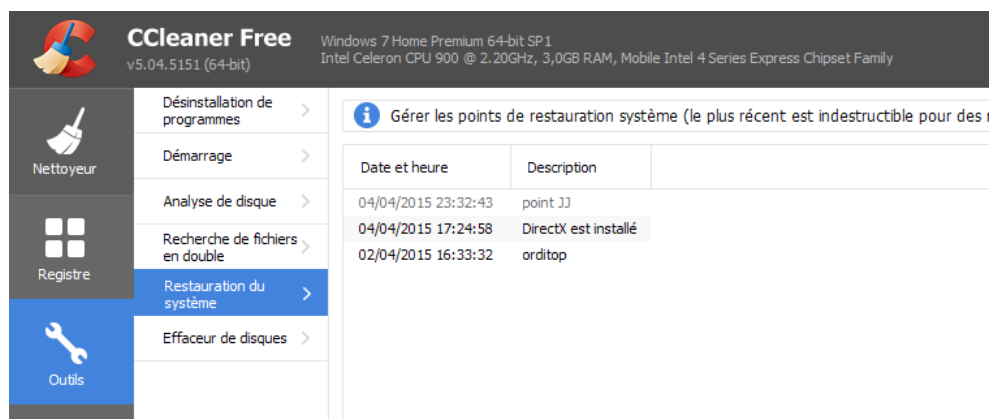 CCleaner Free
v5.04.5151 (64-bit)
Windows 7 Home Premium 64-bit SP1
Intel Celeron CPU 900 @ 2.20GHz, 3,0GB RAM, Mobile Intel 4 Series Express Chipset Family
Nettoyeur
Registre
Outils
Désinstallation de
programmes
Démarrage
Analyse de disque
Recherche de fichiers
en double
Restauration du
système
Effaceur de disques
Gérer les points de restauration système (le plus récent est indestructible pour des
Date et heure Description
04/04/2015 23:32:43 point JJ
04/04/2015 17:24:58 DirectX est installé
02/04/2015 16:33:32 orditop